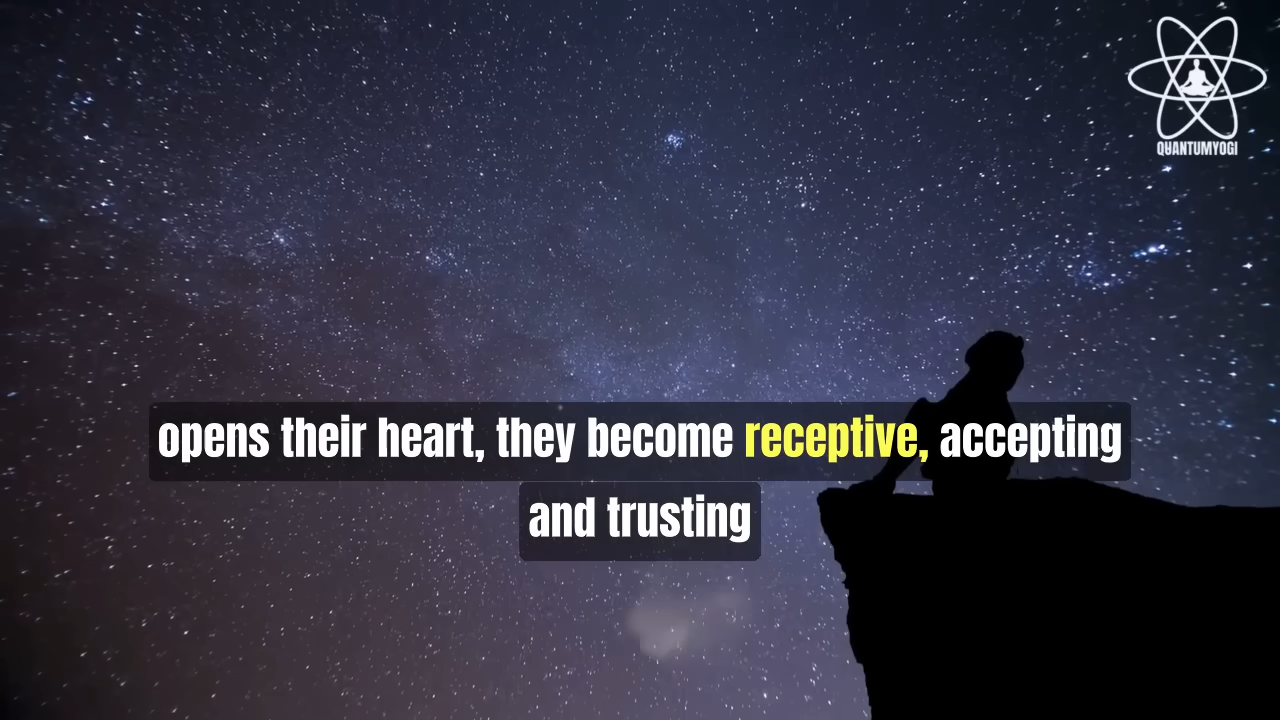 QUANTUMYOGI
opens their heart, they become receptive, accepting
and trusting